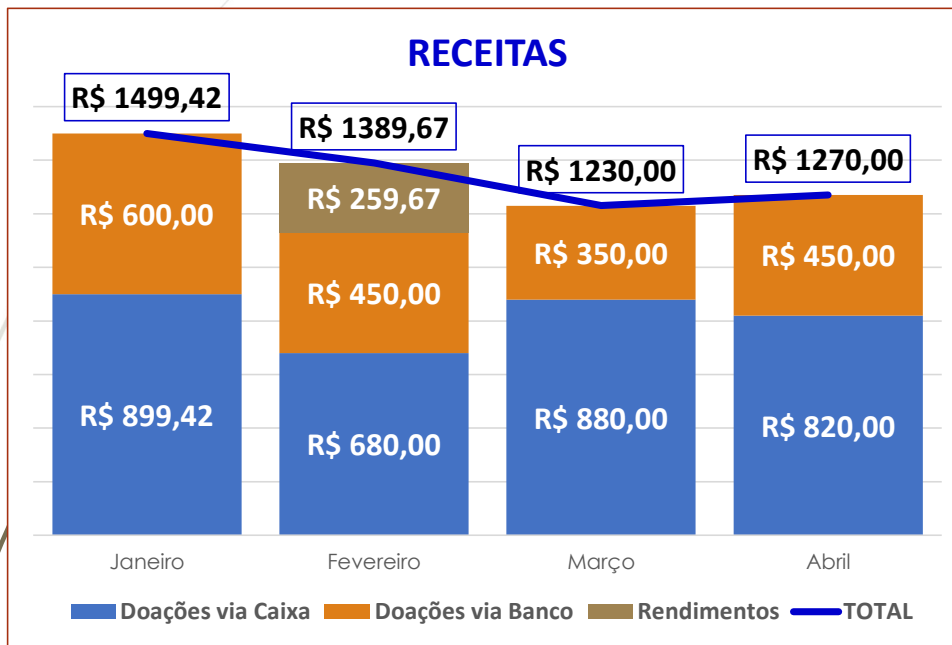 RECEITAS
R$ 1499,42
R$ 1389,67
R$ 1230,00
R$ 1270,00
R$ 600,00
R$ 259,67
R$ 450,00
R$ 350,00
R$ 450,00
R$ 899,42
R$ 680,00
R$ 880,00
R$ 820,00
Janeiro Fevereiro Março Abril
Doações via Caixa Doações via Banco Rendimentos TOTAL